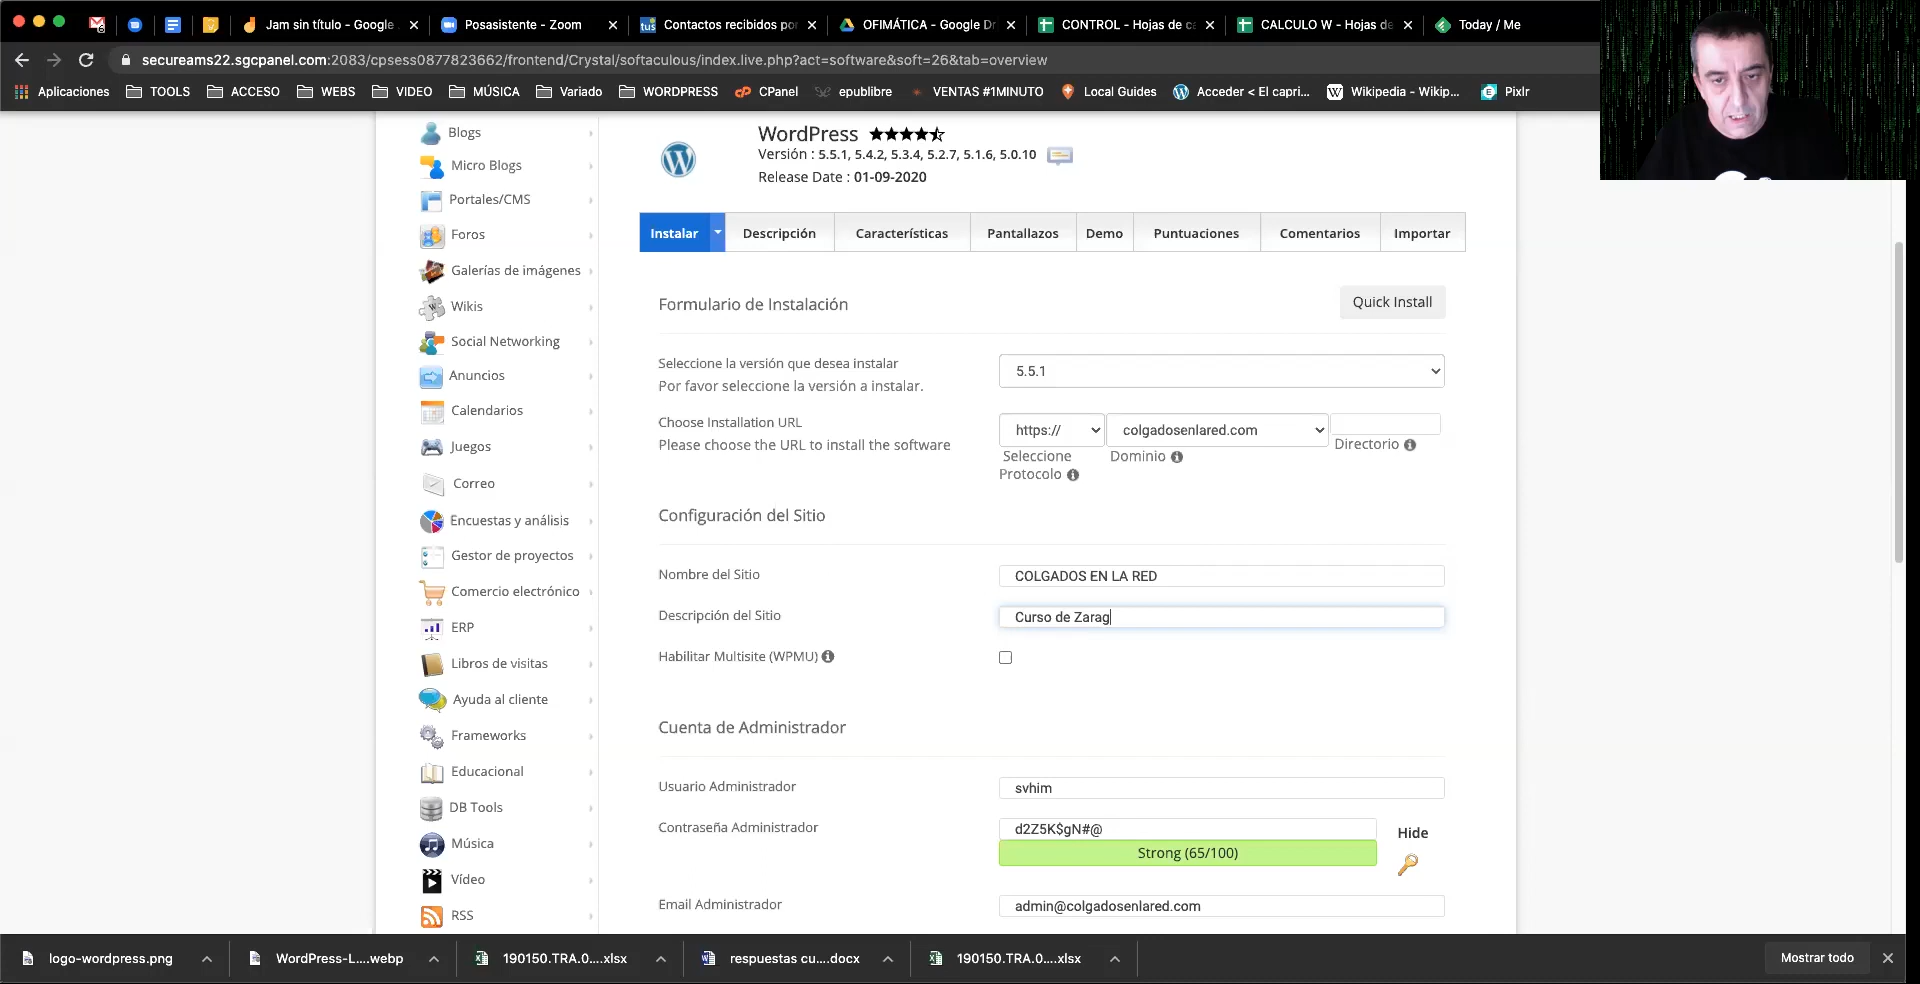 Jam sin título - Google
Posasistente - Zoom
tus
Contactos recibidos po
OFIMÁTICA - Google Dr
CONTROL - Hojas de c
CALCULO W - Hojas de
Today / Me
secureams22.sgcpanel.com:2083/cpsess0877823662/frontend/Crystal/softaculous/index.live.php?act=software&soft=26&tab=overview
Aplicaciones
TOOLS
ACCESO
WEBS
VIDEO
MÚSICA
Variado
WORDPRESS
CPanel
epublibre
VENTAS #1MINUTO
Local Guides
Acceder < El capri...
Wikipedia - Wikip...
Pixlr
Blogs
Micro Blogs
Portales/CMS
Foros
Galerías de imágenes
Wikis
Social Networking
Anuncios
Calendarios
Juegos
Correo
Encuestas y análisis
Gestor de proyectos
Comercio electrónico
ERP
Libros de visitas
Ayuda al cliente
Frameworks
Educacional
DB Tools
Música
Vídeo
RSS
WordPress
Versión : 5.5.1, 5.4.2, 5.3.4, 5.2.7, 5.1.6, 5.0.10
Release Date : 01-09-2020
Instalar
Descripción
Características
Pantallazos
Demo
Puntuaciones
Comentarios
Importar
Formulario de Instalación
Quick Install
Seleccione la versión que desea instalar
Por favor seleccione la versión a instalar.
5.5.1
Choose Installation URL
Please choose the URL to install the software
https://
colgadosenlared.com
Seleccione
Protocolo
Dominio
Directorio
Configuración del Sitio
Nombre del Sitio
COLGADOS EN LA RED
Descripción del Sitio
Curso de Zarag
Habilitar Multisite (WPMU)
Cuenta de Administrador
Usuario Administrador
svhim
Contraseña Administrador
d2Z5K$gN#@
Hide
Strong (65/100)
Email Administrador
admin@colgadosenlared.com
logo-wordpress.png
WordPress-L....webp
190150.TRA.0....xlsx
respuestas cu....docx
190150.TRA.0....xlsx
Mostrar todo